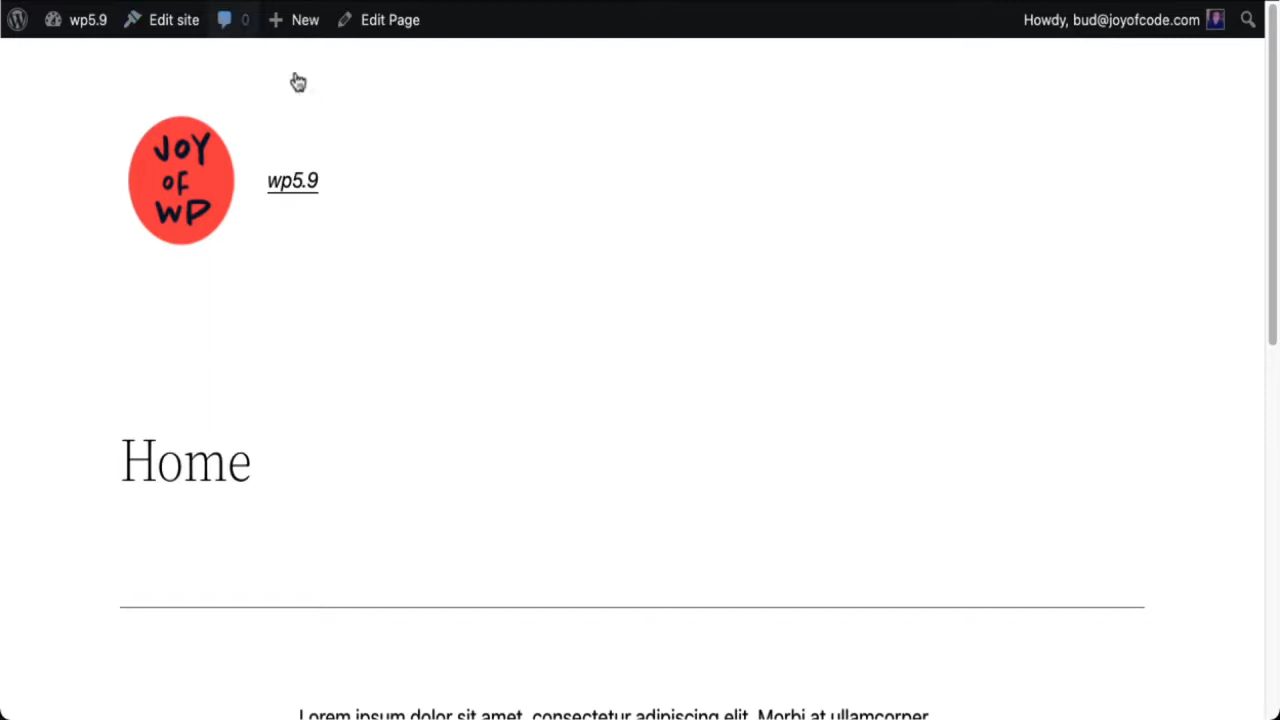 wp5.9 Edit site 0 New Edit Page Howdy, bud@joyofcode.com
JOY
of
WP
wp5.9
Home
Lorem ipsum dolor sit amet, consectetur adipiscing elit. Morbi at ullamcorper